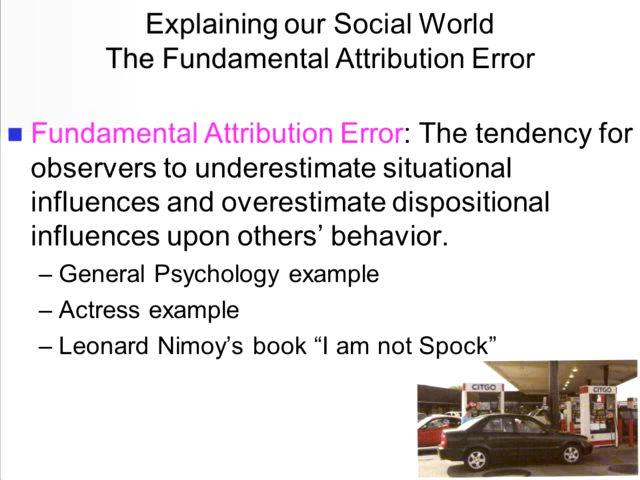 Explaining our Social World
The Fundamental Attribution Error
Fundamental Attribution Error: The tendency for
observers to underestimate situational
influences and overestimate dispositional
influences upon others’ behavior.
– General Psychology example
– Actress example
– Leonard Nimoy’s book “I am not Spock”
CITGO
CITGO